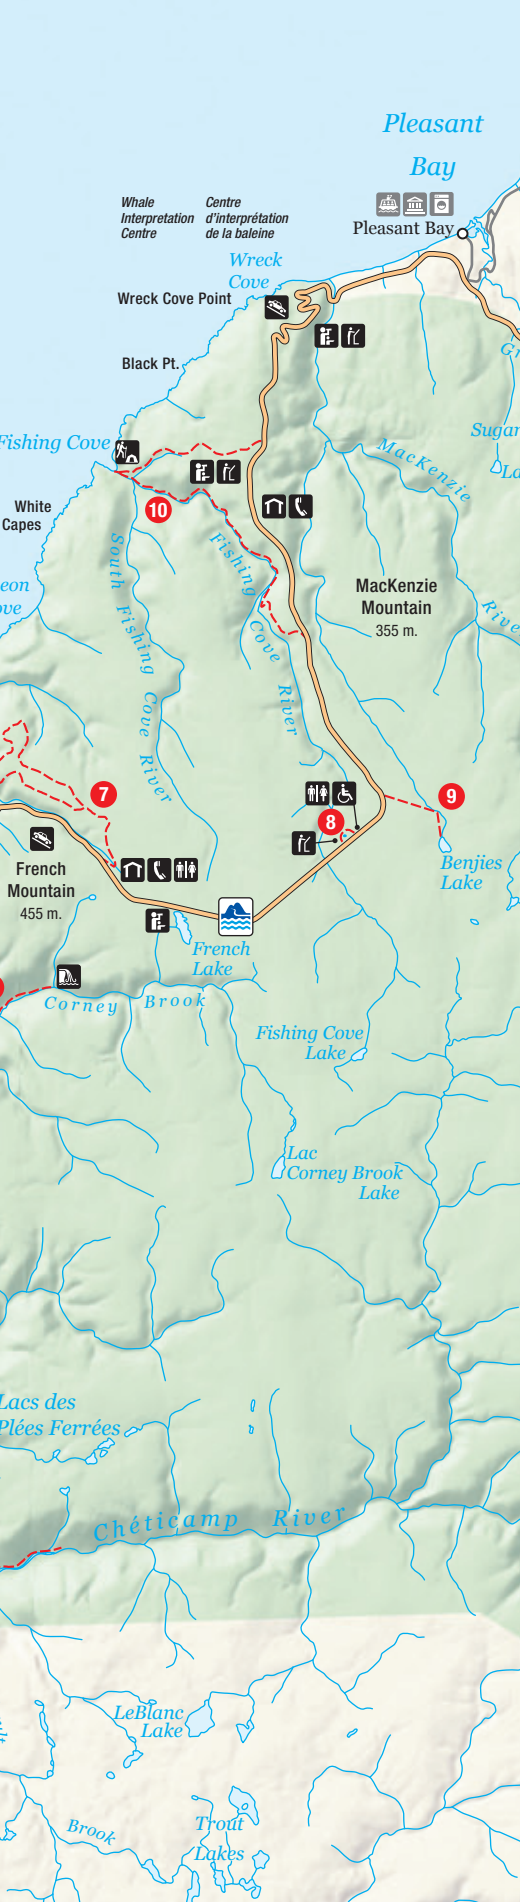 Pleasant
Bay
Whale
Interpretation
Centre
Centre
d'interprétation
de la baleine
Pleasant Bay
Wreck
Cove
Wreck Cove Point
Black Pt.
Fishing Cove
MacKenzie
10
White
Capes
South Fishing Cove River
Fishing Cove River
MacKenzie
Mountain
355 m.
7
8
9
French
Mountain
455 m.
Benjies
Lake
French
Lake
Corney Brook
Fishing Cove
Lake
Lac
Corney Brook
Lake
Lacs des
Plées Ferrées
Chéticamp River
LeBlanc
Lake
Trout
Lakes
Brook